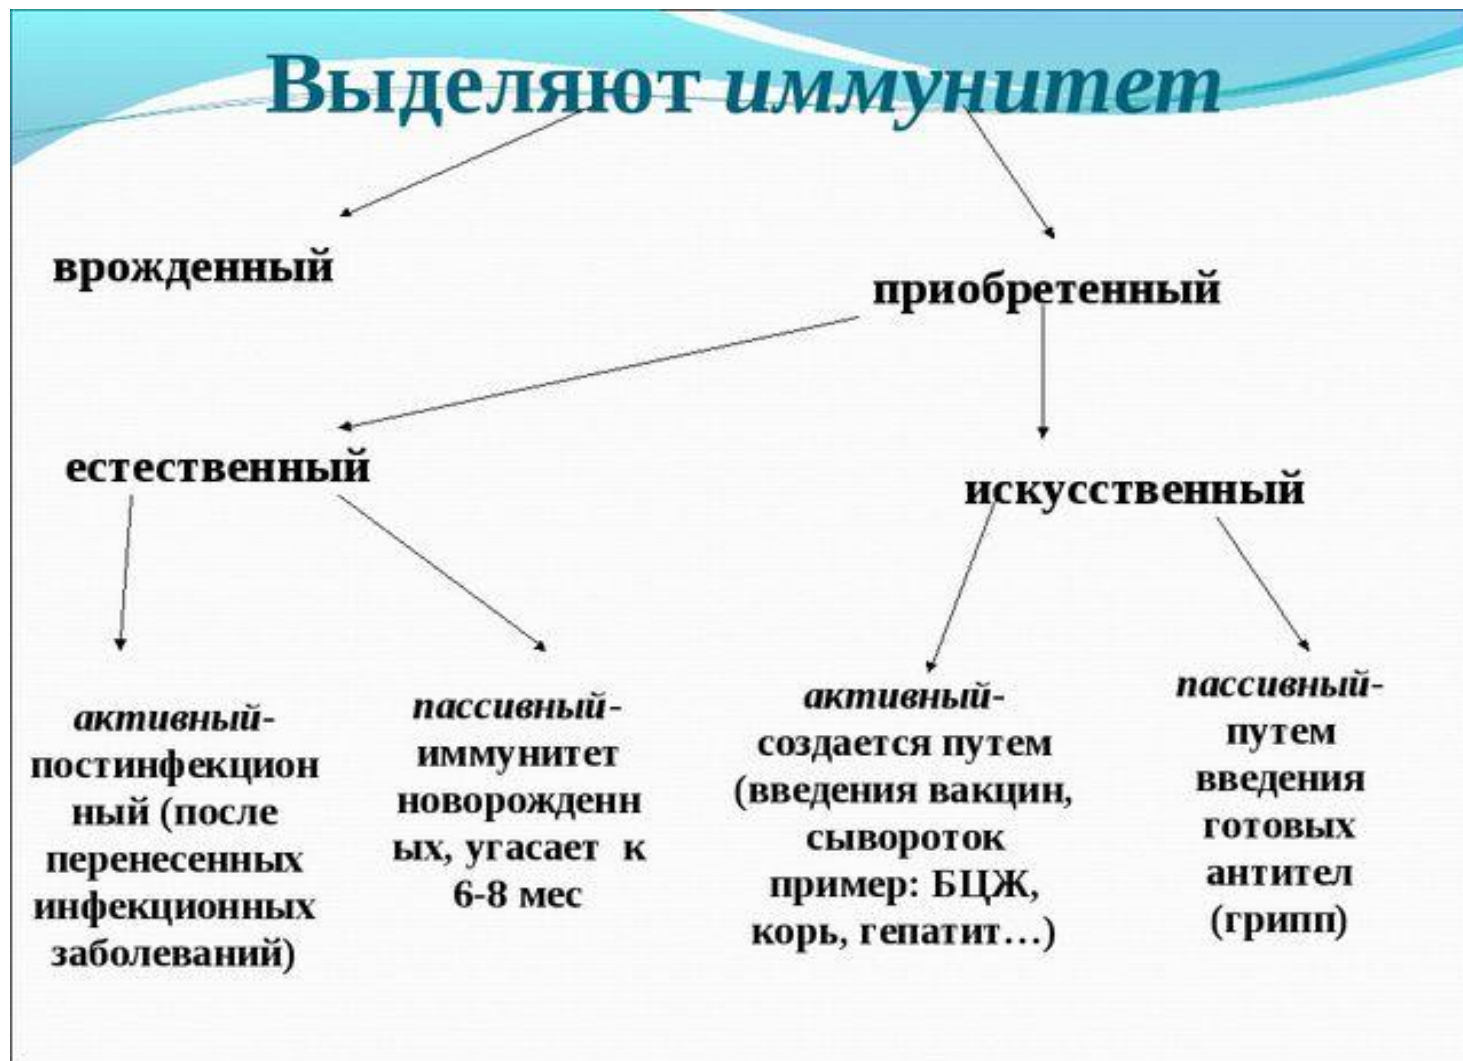 Выделяют иммунитет
врожденный
приобретенный
естественный
искусственный
активный-
постинфекцион
ный (после
перенесенных
инфекционных
заболеваний)
пассивный-
иммунитет
новорожденн
ых, угасает к
6-8 мес
активный-
создается путем
(введения вакцин,
сывороток
пример: БЦЖ,
корь, гепатит…)
пассивный-
путем
введения
готовых
антител
(грипп)